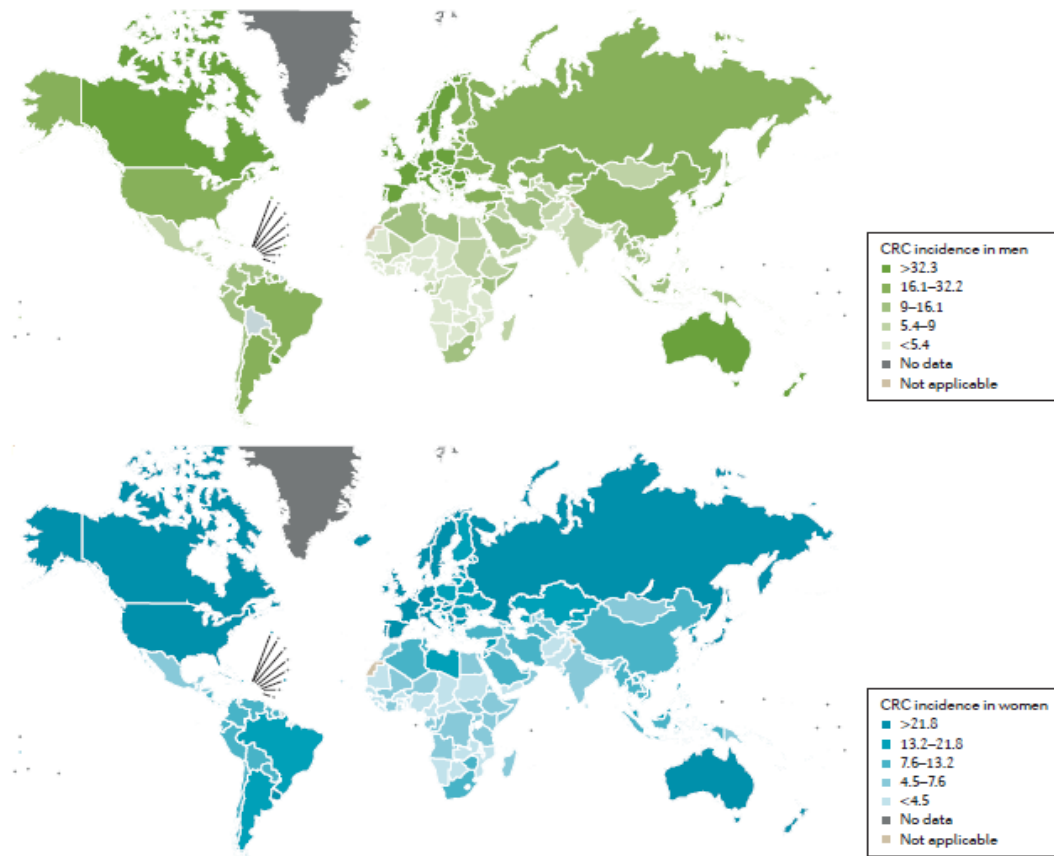 CRC incidence in men
>32.3
16.1–32.2
9–16.1
5.4–9
<5.4
No data
Not applicable
CRC incidence in women
>21.8
13.2–21.8
7.6–13.2
4.5–7.6
<4.5
No data
Not applicable